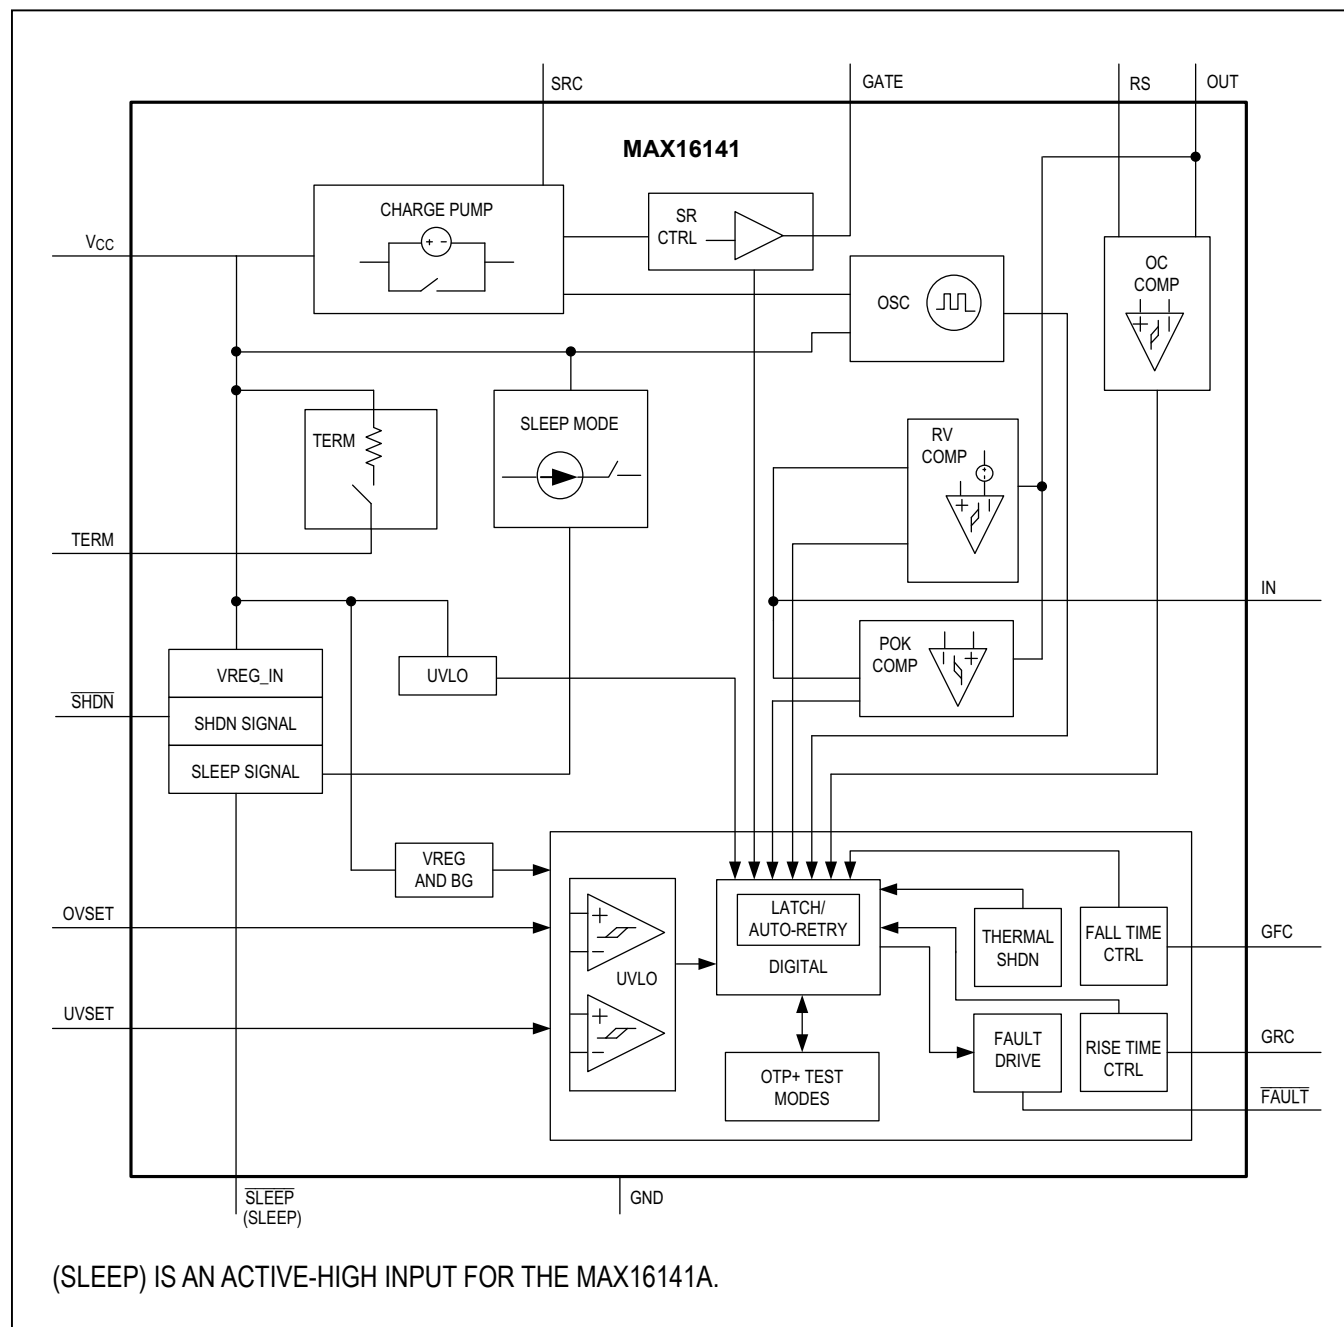 SRC
GATE
RS
OUT
MAX16141
CHARGE PUMP
+ -
SR
CTRL
VCC
OSC
OC
COMP
+ -
TERM
SLEEP MODE
RV
COMP
+ -
+ -
TERM
IN
VREG_IN
UVLO
POK
COMP
- +
SHDN
SHDN SIGNAL
SLEEP SIGNAL
VREG
AND BG
OVSET
+
-
UVLO
LATCH/
AUTO-RETRY
DIGITAL
THERMAL
SHDN
FALL TIME
CTRL
GFC
UVSET
+
-
OTP+ TEST
MODES
FAULT
DRIVE
RISE TIME
CTRL
GRC
FAULT
SLEEP
(SLEEP)
GND
(SLEEP) IS AN ACTIVE-HIGH INPUT FOR THE MAX16141A.